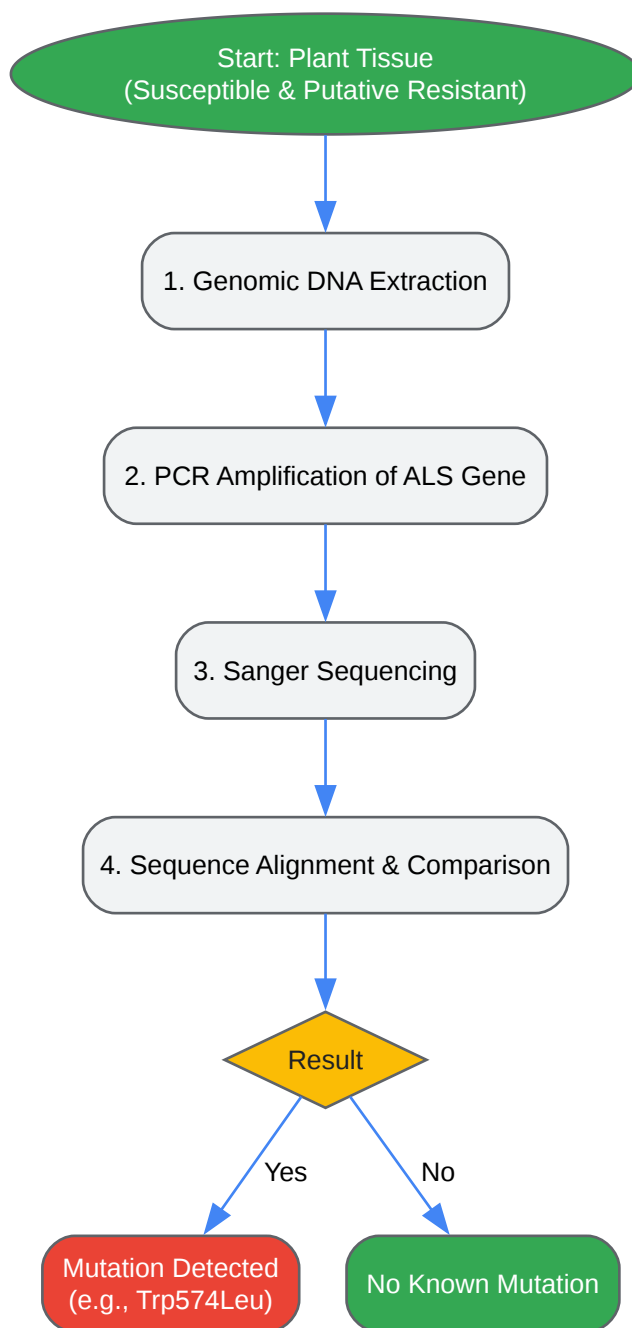 Start: Plant Tissue
(Susceptible & Putative Resistant)
1. Genomic DNA Extraction
2. PCR Amplification of ALS Gene
3. Sanger Sequencing
4. Sequence Alignment & Comparison
Result
Yes
No
Mutation Detected
(e.g., Trp574Leu)
No Known Mutation